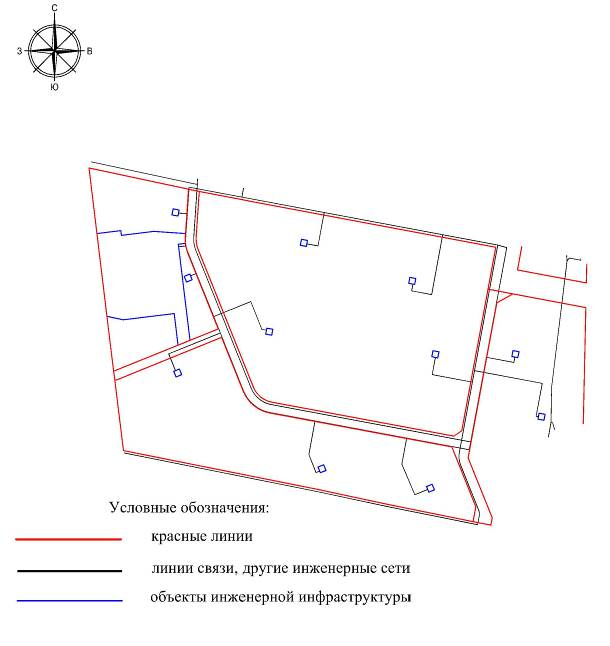 С
З
В
Ю
Условные обозначения:
красные линии
линии связи, другие инженерные сети
объекты инженерной инфраструктуры